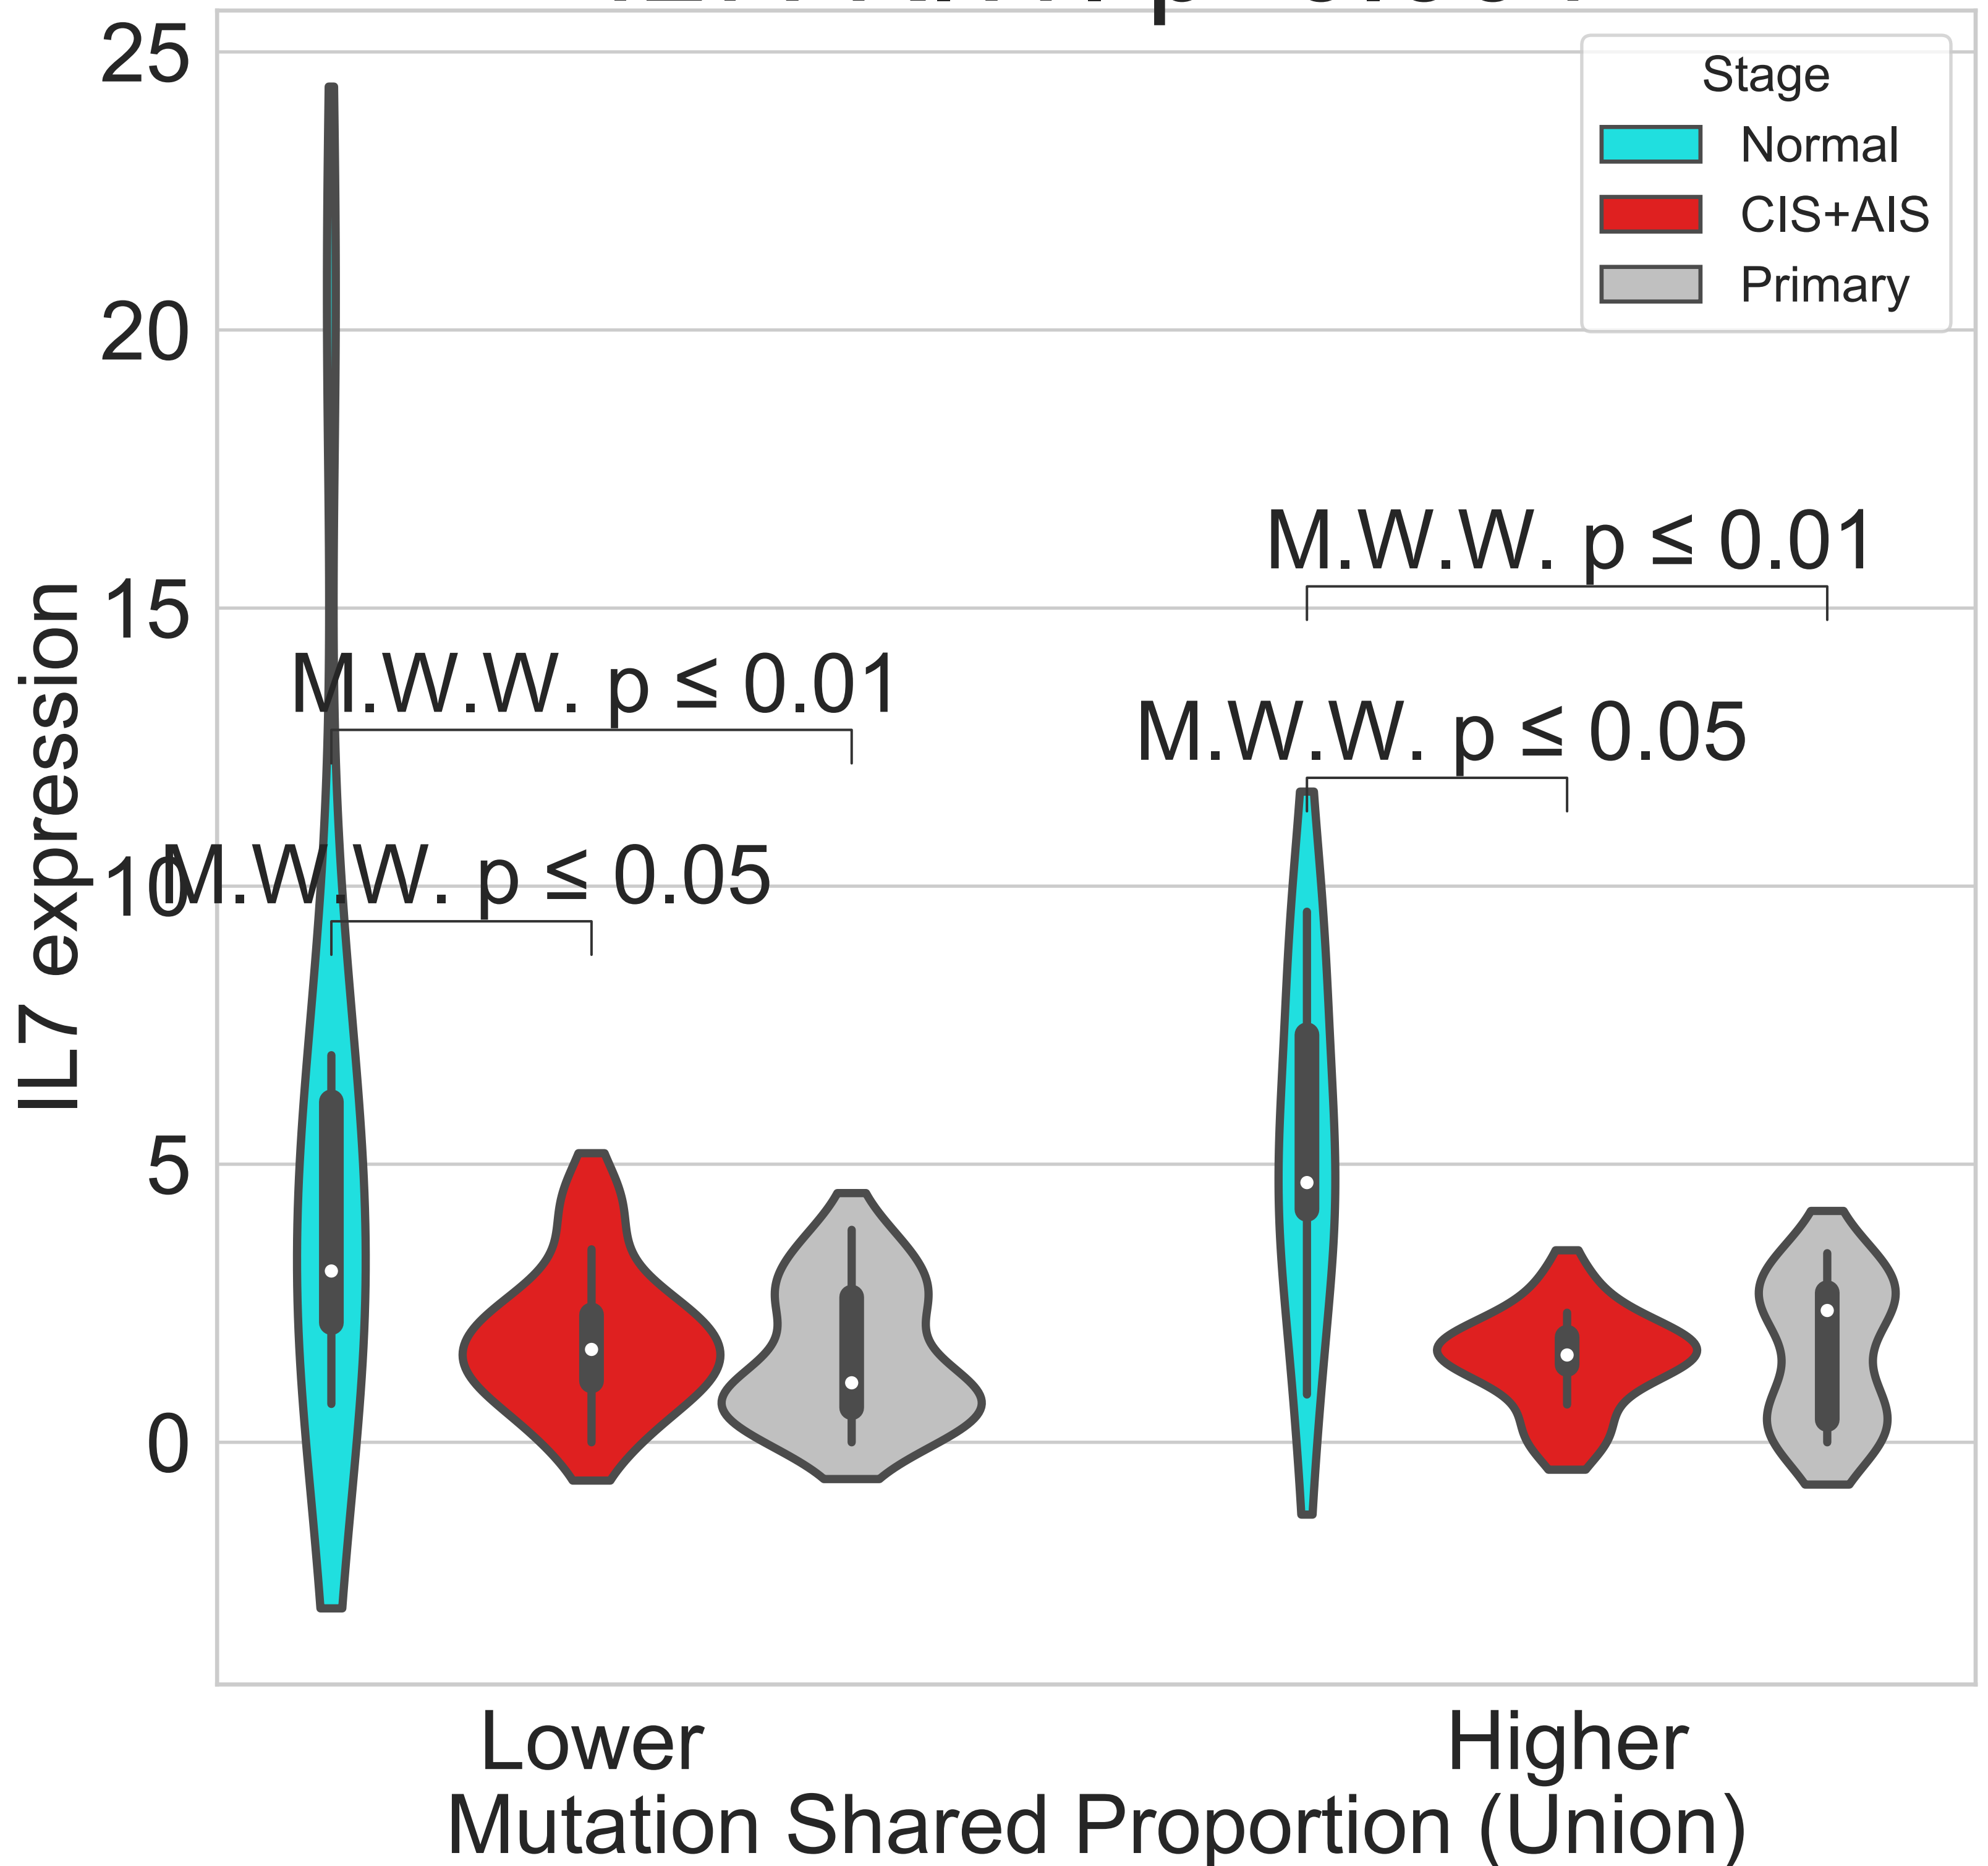 25
20
15
10
5
0
IL7 expression
Stage
Normal
CIS+AIS
Primary
M.W.W. p ≤ 0.01
M.W.W. p ≤ 0.01
M.W.W. p ≤ 0.05
M.W.W. p ≤ 0.05
Lower
Higher
Mutation Shared Proportion (Union)